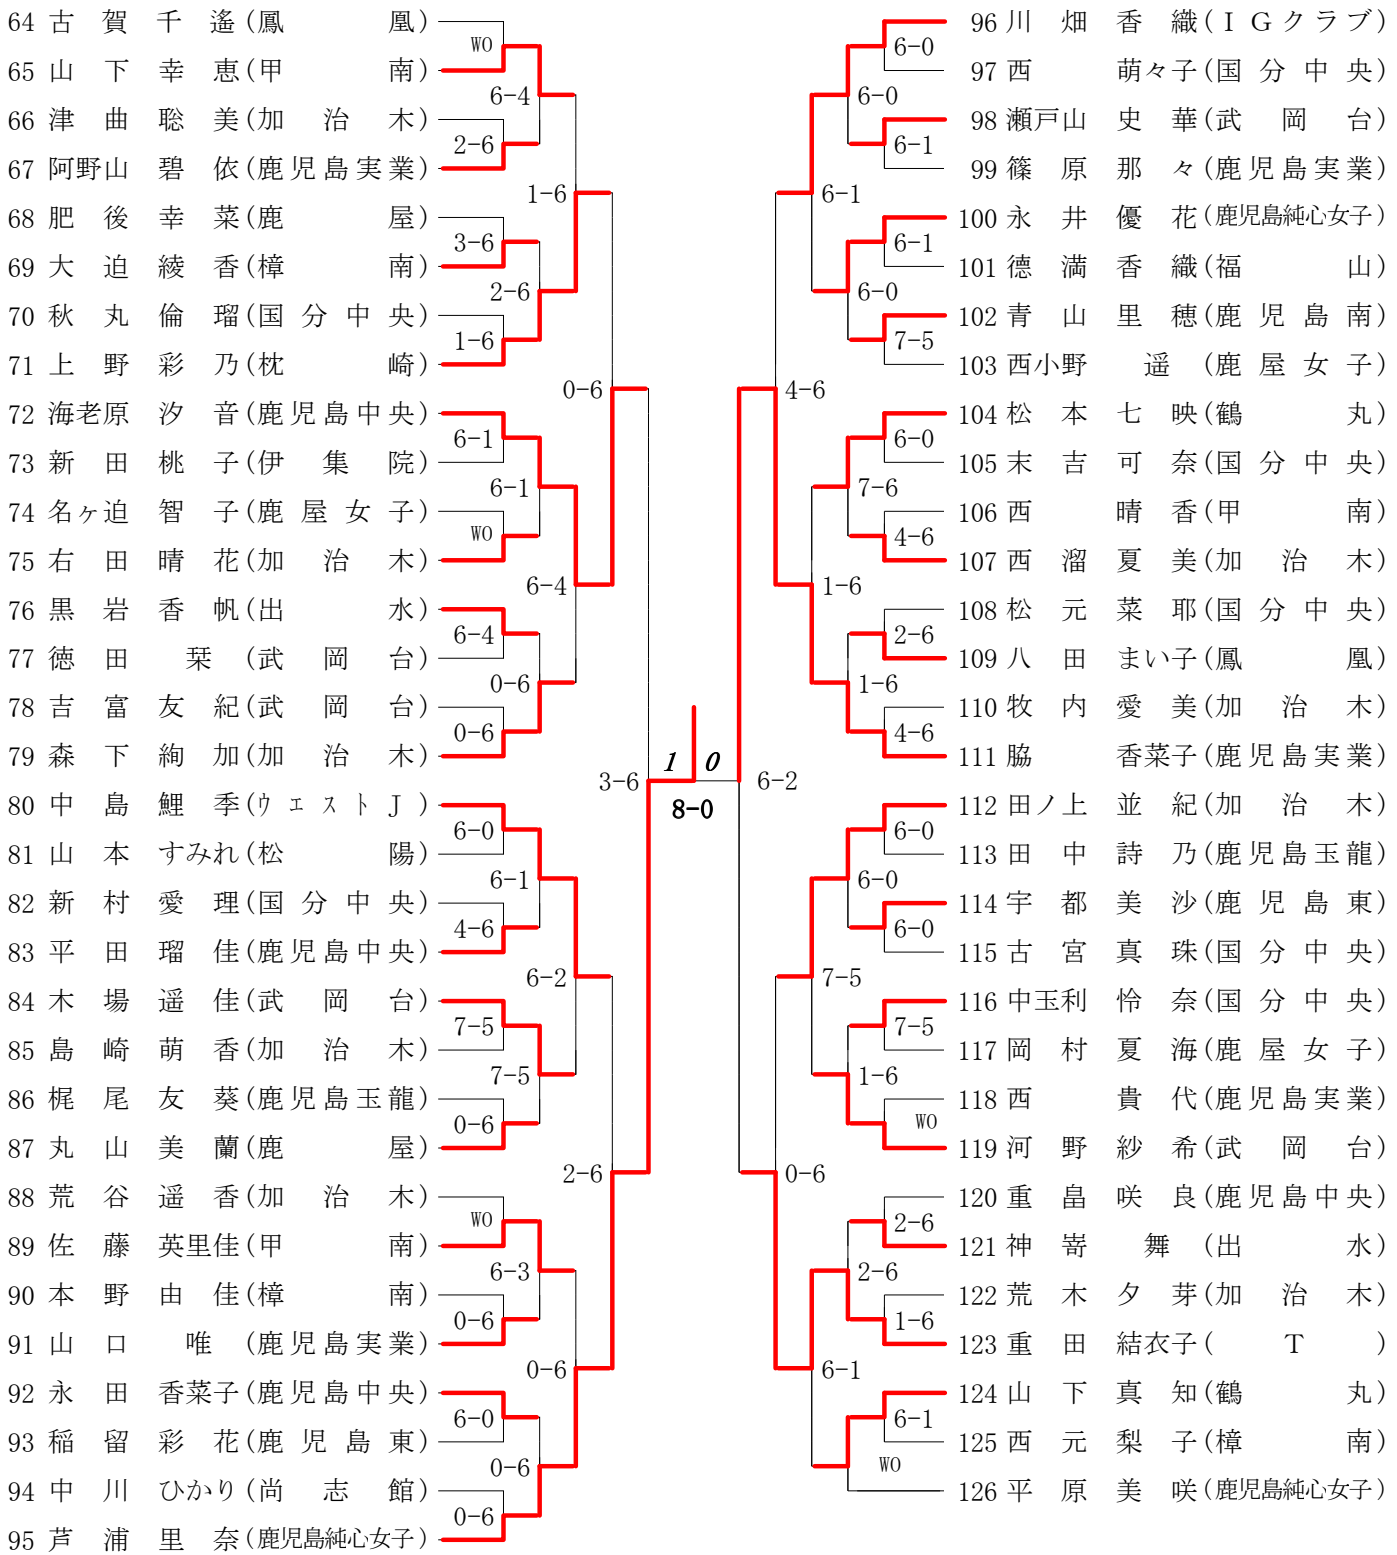 64 古賀千遙(鳳凰)
WO
65 山下幸恵(甲南)
6-4
66 津曲聡美(加治木)
2-6
67 阿野山碧依(鹿児島実業)
1-6
68 肥後幸菜(鹿屋)
3-6
69 大迫綾香(樟南)
2-6
70 秋丸倫瑠(国分中央)
1-6
71 上野彩乃(枕崎)
0-6
72 海老原汐音(鹿児島中央)
6-1
73 新田桃子(伊集院)
6-1
74 名ヶ迫智子(鹿屋女子)
WO
75 右田晴花(加治木)
6-4
76 黒岩香帆(出水)
6-4
77 徳田栞(武岡台)
0-6
78 吉富友紀(武岡台)
0-6
79 森下絢加(加治木)
3-6
80 中島鯉季(ウエストJ)
6-0
81 山本すみれ(松陽)
6-1
82 新村愛理(国分中央)
4-6
83 平田瑠佳(鹿児島中央)
6-2
84 木場遥佳(武岡台)
7-5
85 島崎萌香(加治木)
7-5
86 梶尾友葵(鹿児島玉龍)
0-6
87 丸山美蘭(鹿屋)
2-6
88 荒谷遥香(加治木)
WO
89 佐藤英里佳(甲南)
6-3
90 本野由佳(樟南)
0-6
91 山口唯(鹿児島実業)
0-6
92 永田香菜子(鹿児島中央)
6-0
93 稲留彩花(鹿児島東)
0-6
94 中川ひかり(尚志館)
0-6
95 芦浦里奈(鹿児島純心女子)
1 0
8-0
96 川畑香織(IGクラブ)
6-0
97 西萌々子(国分中央)
6-0
98 瀬戸山史華(武岡台)
6-1
99 篠原那々(鹿児島実業)
6-1
100 永井優花(鹿児島純心女子)
6-1
101 德満香織(福山)
6-0
102 青山里穂(鹿児島南)
7-5
103 西小野遥(鹿屋女子)
4-6
104 松本七映(鶴丸)
6-0
105 末吉可奈(国分中央)
7-6
106 西晴香(甲南)
4-6
107 西溜夏美(加治木)
1-6
108 松元菜耶(国分中央)
2-6
109 八田まい子(鳳凰)
1-6
110 牧内愛美(加治木)
4-6
111 脇香菜子(鹿児島実業)
6-2
112 田ノ上並紀(加治木)
6-0
113 田中詩乃(鹿児島玉龍)
6-0
114 宇都美沙(鹿児島東)
6-0
115 古宮真珠(国分中央)
7-5
116 中玉利怜奈(国分中央)
7-5
117 岡村夏海(鹿屋女子)
1-6
118 西貴代(鹿児島実業)
WO
119 河野紗希(武岡台)
0-6
120 重畠咲良(鹿児島中央)
2-6
121 神嵜舞(出水)
2-6
122 荒木夕芽(加治木)
1-6
123 重田結衣子(T)
6-1
124 山下真知(鶴丸)
6-1
125 西元梨子(樟南)
WO
126 平原美咲(鹿児島純心女子)